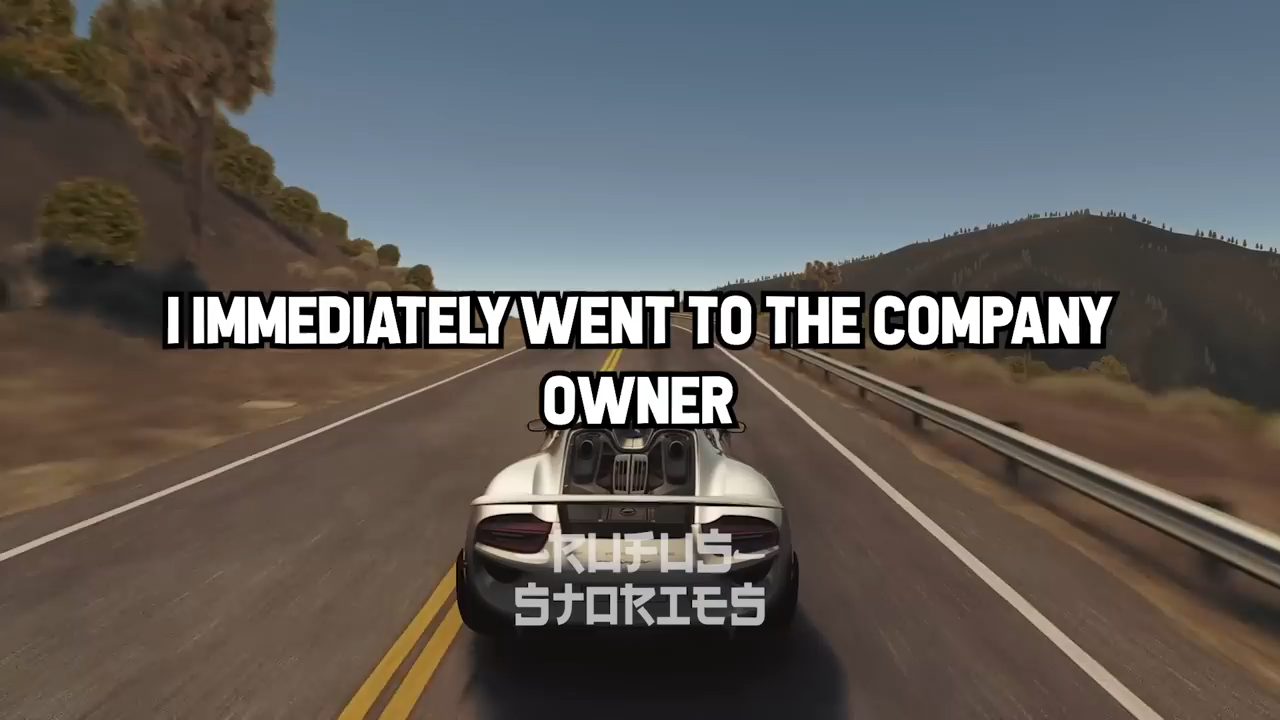 I IMMEDIATELY WENT TO THE COMPANY
OWNER
RUFUS
STORIES